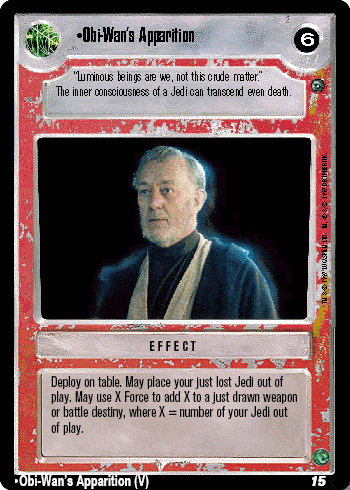 •Obi-Wan's Apparition
6
"Luminous beings are we, not this crude matter."
The inner consciousness of a Jedi can transcend even death.
EFFECT
Deploy on table. May place your just lost Jedi out of
play. May use X Force to add X to a just drawn weapon
or battle destiny, where X = number of your Jedi out
of play.
•Obi-Wan's Apparition (V)
15